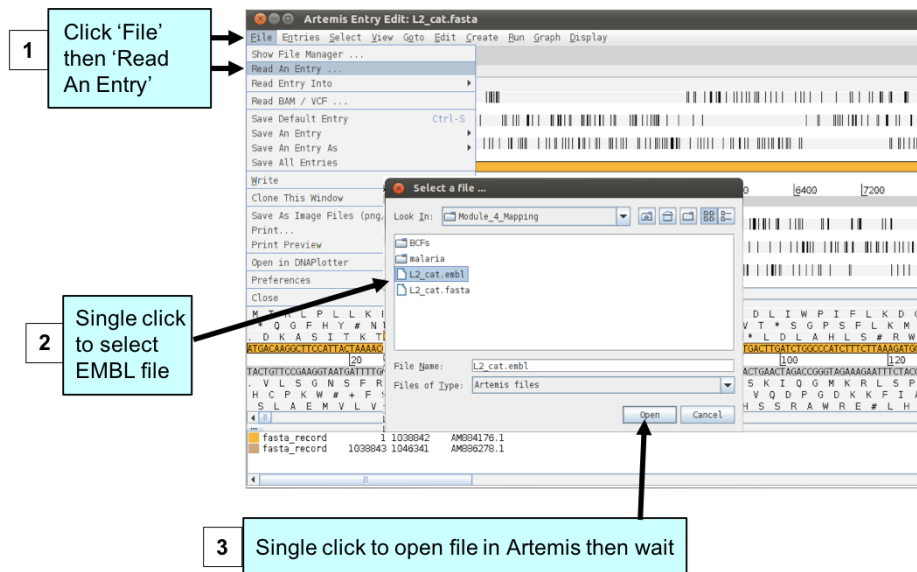 Artemis Entry Edit: L2_cat.fasta
1
Click ‘File’
then ‘Read
An Entry’
File Entries Select View Goto Edit Create Run Graph Display
Show File Manager ...
Read An Entry ...
Read Entry Into
Read BAM / VCF ...
Save Default Entry Ctrl-S
Save An Entry
Save An Entry As
Save All Entries
Write
Clone This Window
Save As Image Files (png,
Print...
Print Preview
Open in DNAPlotter
Preferences
Close
6400 7200
Select a file ...
Look In: Module_4_Mapping
BCFs
malaria
L2_cat.embl
L2_cat.fasta
File Name: L2_cat.embl
Files of Type: Artemis files
Open Cancel
2
Single click
to select
EMBL file
D L I W P I F L K D
V T * S G P S F L K M
* L D L A H L S # R W
* Q G F H Y # N
. D K A S I T K T
ATGACAAGGCTTCCATTACTAAAAG
TGACTTGATCTGGCCCATCTTTCTTAAAGATGG
20 100 120
TACTGTTCCGAAGGTAATGATTTTG
ACTGAACTAGACCGGGTAGAAAGAATTTCTACC
. V L S G N S F R
S K I Q G M K R L S P
H C P K W # + F S
V Q D P G D K K F I A
S L A E M V L V
H S S R A W R E # L H
fasta_record 1 1038842 AM884176.1
fasta_record 1038843 1046341 AM886278.1
3
Single click to open file in Artemis then wait